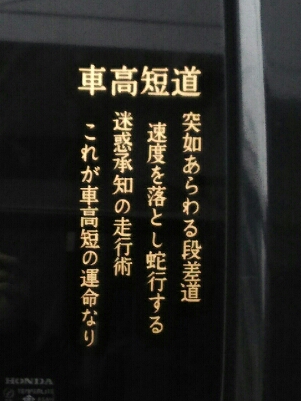 車高短道
突如あらわる段差道
速度を落とし蛇行する
迷惑承知の走行術
これが車高短の運命なり
HONDA